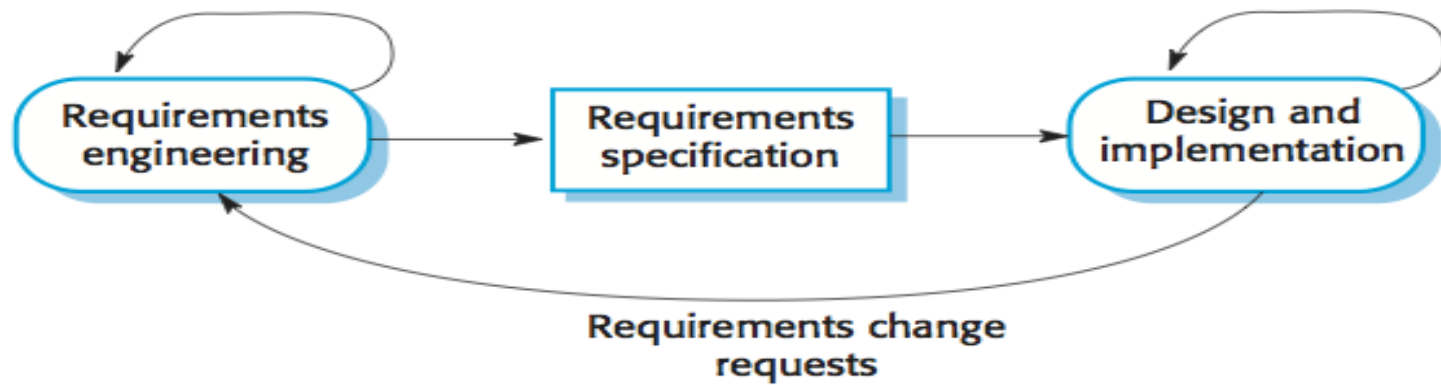 Requirements
engineering
Requirements
specification
Design and
implementation
Requirements change
requests